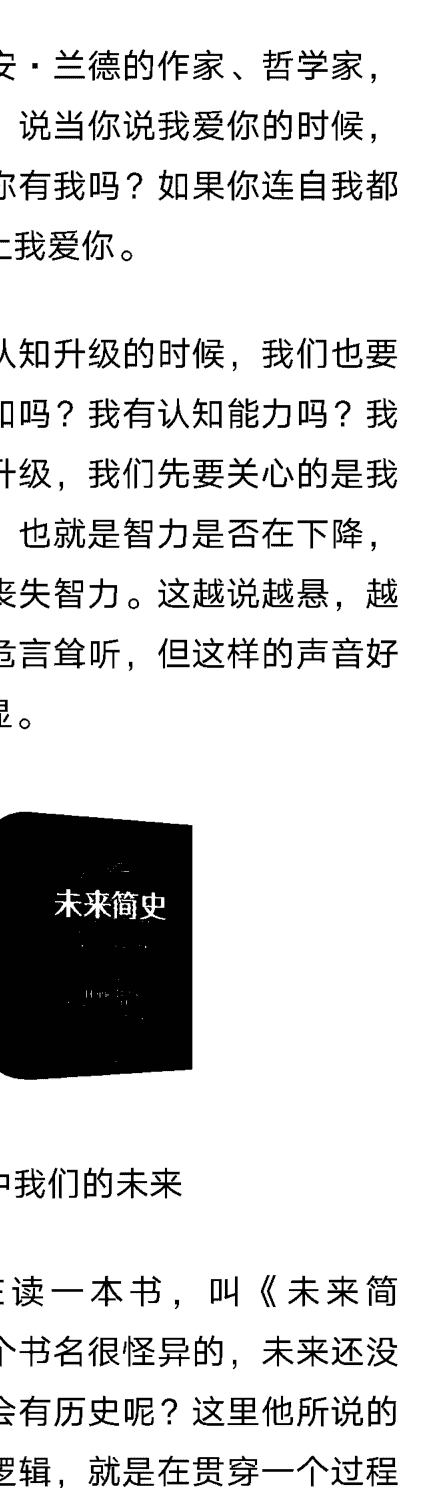 安·兰德的作家、哲学家，
说当你说我爱你的时候，
你有我吗？如果你连自我都
上我爱你。
认知升级的时候，我们也要
知吗？我有认知能力吗？我
升级，我们先要关心的是我
也就是智力是否在下降，
丧失智力。这越说越悬，越
危言耸听，但这样的声音好
显。
未来简史
中我们的未来
在读一本书，叫《未来简
个书名很怪异的，未来还没
会有历史呢？这里他所说的
逻辑，就是在贯穿一个过程